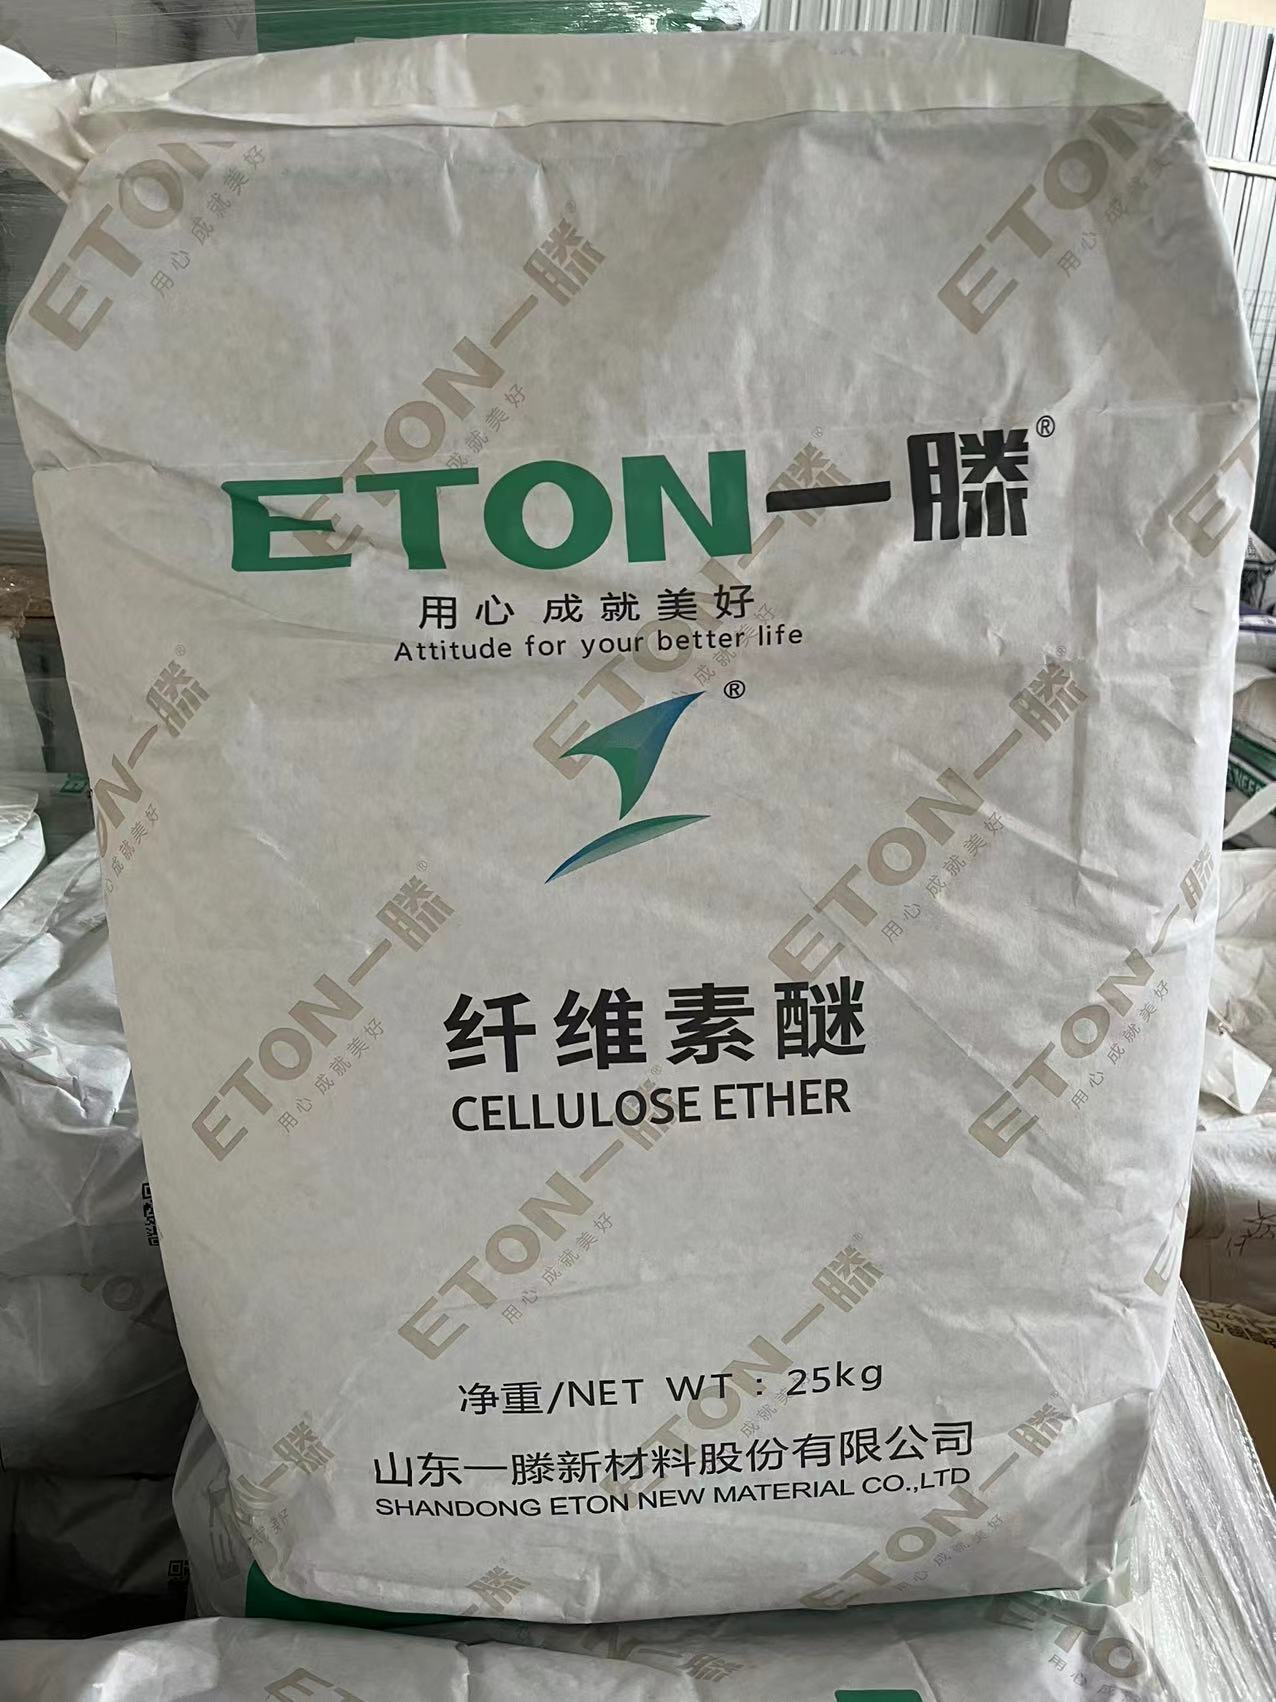 ETON一滕®
用心 成就美好
Attitude for your better life
®
纤维素醚
CELLULOSE ETHER
净重/NET WT : 25kg
山东一滕新材料股份有限公司
SHANDONG ETON NEW MATERIAL CO.,LTD